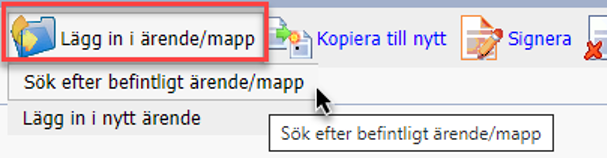 Lägg in i ärende/mapp Kopiera till nytt Signera
Sök efter befintligt ärende/mapp
Lägg in i nytt ärende
Sök efter befintligt ärende/mapp